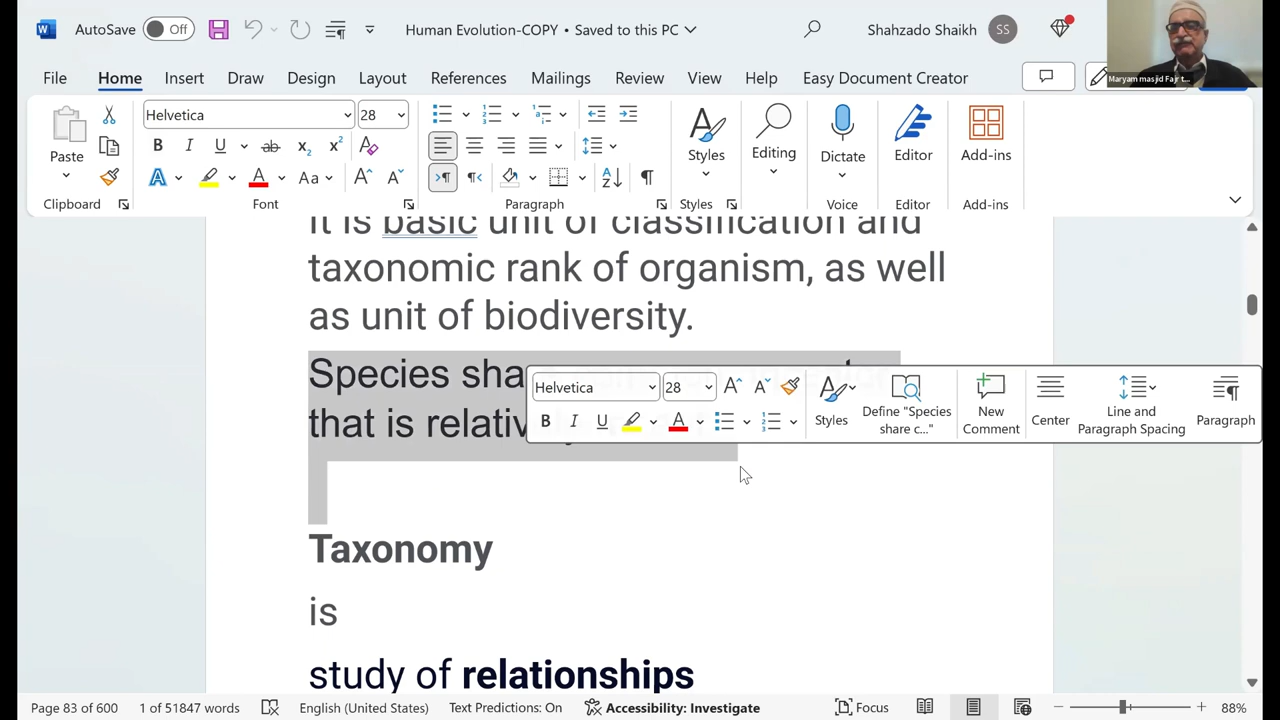 AutoSave Off Human Evolution-COPY • Saved to this PC Shahzado Shaikh SS
Maryam masjid Fajr t...
File Home Insert Draw Design Layout References Mailings Review View Help Easy Document Creator
Helvetica 28
Paste Styles Editing Dictate Editor Add-ins
Clipboard Font Paragraph Styles Voice Editor Add-ins
It is basic unit of classification and
taxonomic rank of organism, as well
as unit of biodiversity.
Species
that is
Helvetica 28
Styles Define "Species share c..." New Comment Center Line and Paragraph Spacing Paragraph
Taxonomy
is
study of relationships
Page 83 of 600 1 of 51847 words English (United States) Text Predictions: On Accessibility: Investigate Focus 88%